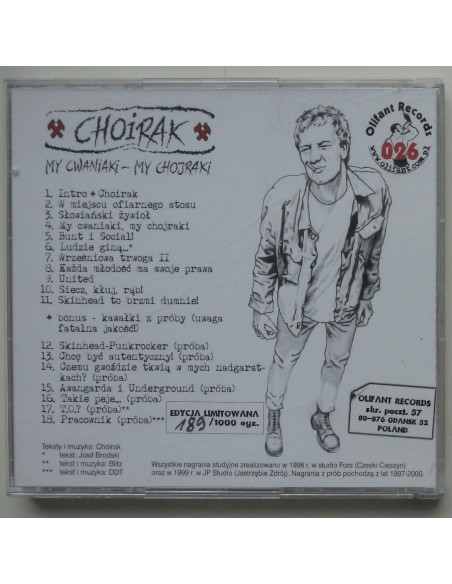 CHOIRAK
MY CWANIAKI - MY CHOJRAKI
Olifant Records
026
www.olifant.com.pl
1. Intro + Choirak
2. W miejscu ofiarnego stosu
3. Słowiański żywioł
4. My cwaniaki, my chojraki
5. Bunt i Social!
6. Ludzie giną...*
7. Wrześniowa trwoga II
8. Każda młodość ma swoje prawa
9. United
10. Siecz, kłuj, rąb!
11. Skinhead to brzmi dumnie!
+ bonus - kawałki z próby (uwaga
fatalna jakość!)
12. Skinhead-Punkrocker (próba)
13. Chcę być autentyczny! (próba)
14. Czemu gwoździe tkwią w mych nadgarst-
kach? (próba)
15. Awangarda i Underground (próba)
16. Takie peje... (próba)
17. T.O.? (próba)**
18. Pracownik (próba)***
EDYCJA LIMITOWANA
189/1000 egz.
* OLIFANT RECORDS
skr. poczt. 57
80-876 GDAŃSK 52
POLAND
Teksty i muzyka: Choirak
* tekst: Josif Brodski
** tekst i muzyka: Blitz
*** tekst i muzyka: DDT
Wszystkie nagrania studyjne zrealizowano w 1998 r. w studio Fors (Czeski Cieszyn)
oraz w 1999 r. w JP Studio (Jastrzębie Zdrój). Nagrania z prób pochodzą z lat 1997-2000.